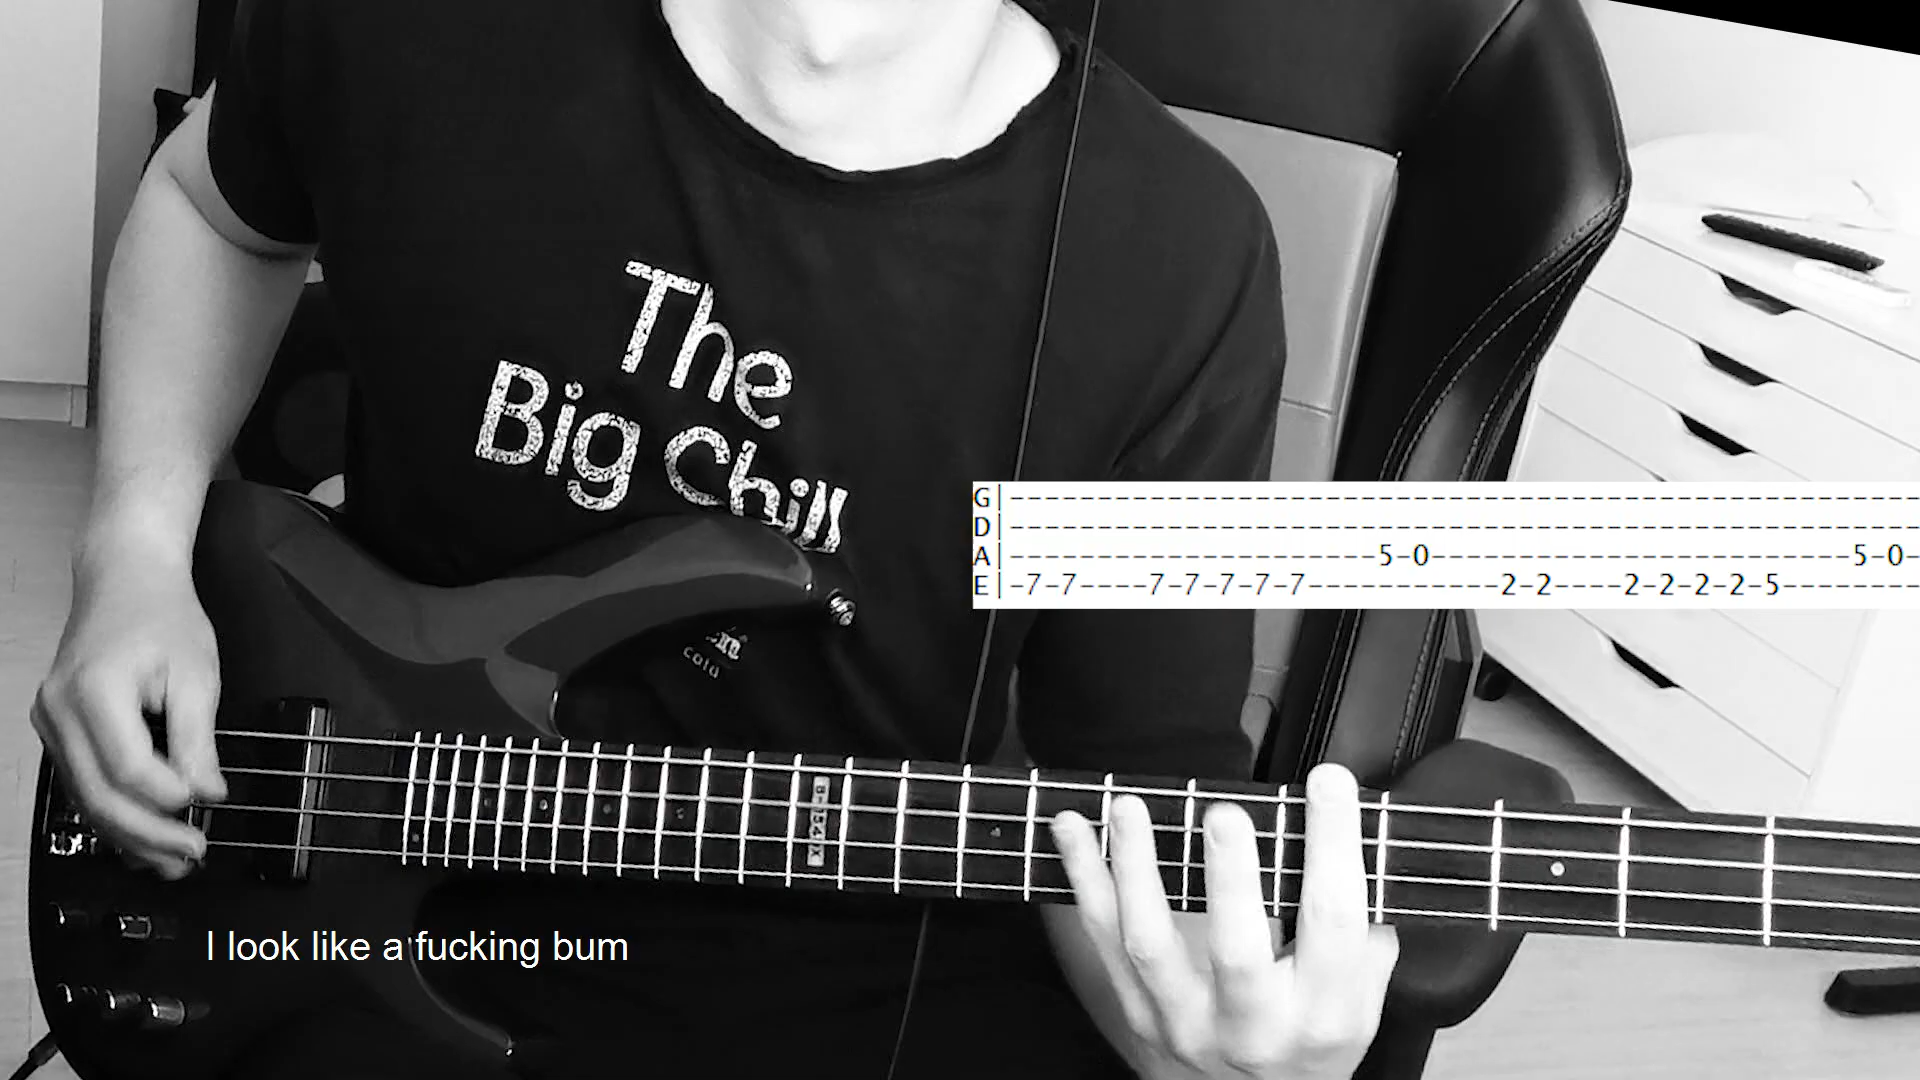 The
Big Chill
G|----------------------------------------------------
D|----------------------------------------------------
A|---------------------5-0------------------------5-0-
E|-7-7----7-7-7-7-7-----------2-2----2-2-2-2-5--------
cold
I look like a fucking bum